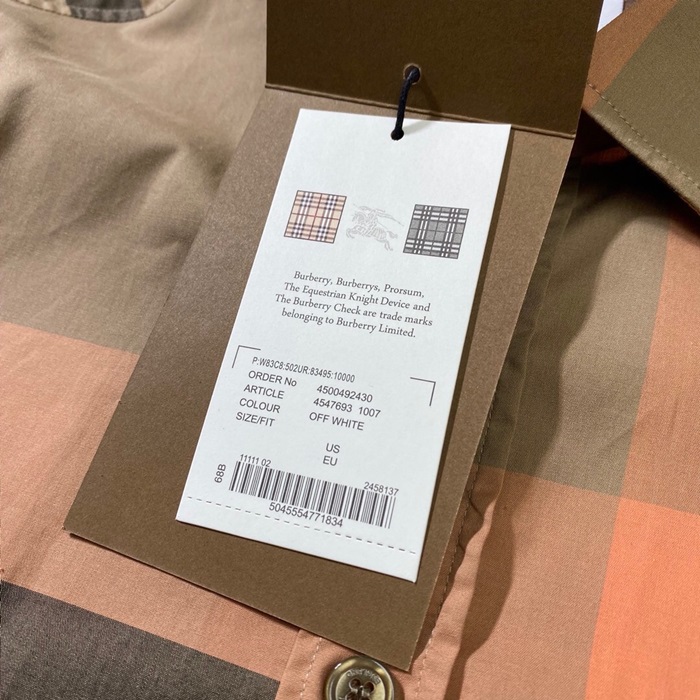 Burberry, Burberrys, Prorsum,
The Equestrian Knight Device and
The Burberry Check are trade marks
belonging to Burberry Limited.
P:W83C8:502UR:83495:10000
ORDER No 4500492430
ARTICLE 4547693 1007
COLOUR OFF WHITE
SIZE/FIT
US
EU
68B
11111 02
2458137
5045554771834